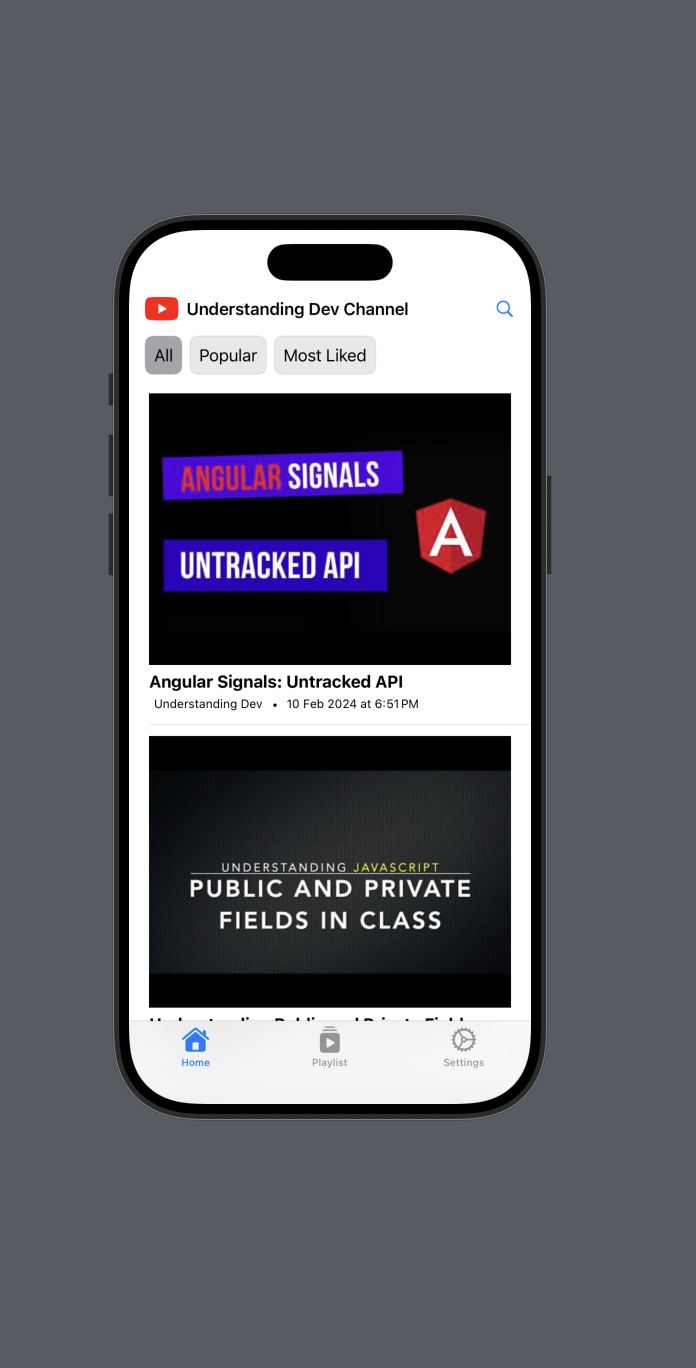 Understanding Dev Channel
All Popular Most Liked
ANGULAR SIGNALS
A
UNTRACKED API
Angular Signals: Untracked API
Understanding Dev • 10 Feb 2024 at 6:51 PM
UNDERSTANDING JAVASCRIPT
PUBLIC AND PRIVATE
FIELDS IN CLASS
Home Playlist Settings